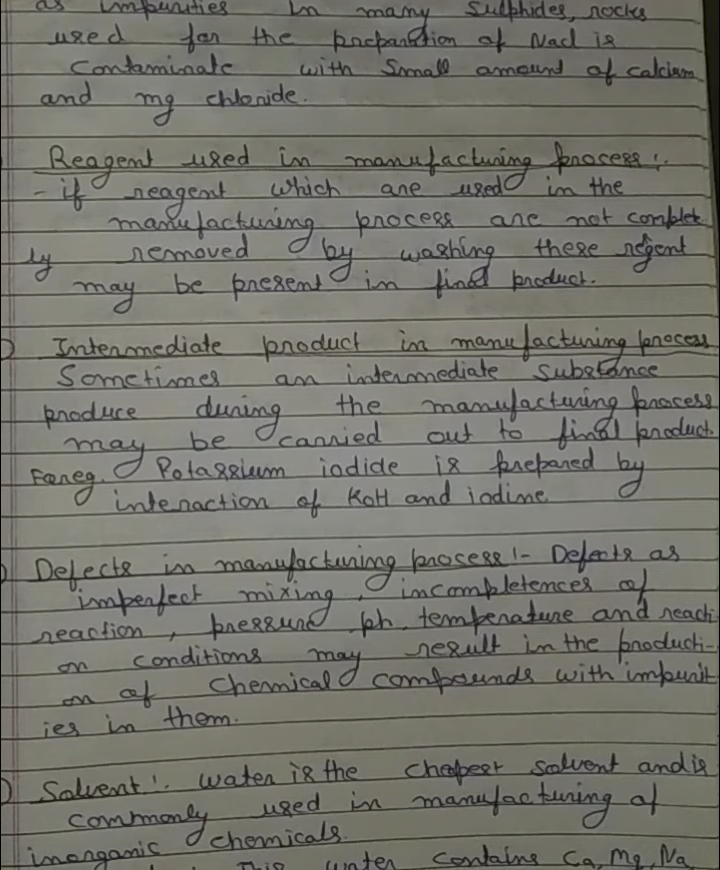 as impurities in many sulphides, rocks
used for the preparation of Nacl is
Contaminate with Small amount of calcium
and mg chloride.
Reagent used in manufacturing process :-
- if reagent which are used in the
manufacturing process are not complet
ly removed by washing these regent
may be present in final product.
Intermediate product in manufacturing process
Sometimes an intermediate substance
produce during the manufacturing process
may be carried out to final product.
Foreg. Potassium iodide is prepared by
interaction of KOH and iodine
Defects in manufacturing process :- Defects as
imperfect mixing, incompletences of
reaction, pressure ph. temperature and reacti
on conditions may result in the producti-
on of Chemical compounds with impurit
ies in them.
Solvent :- Water is the chepest solvent and is
commonly used in manufacturing of
inorganic chemicals.
This water contains Ca, Mg, Na